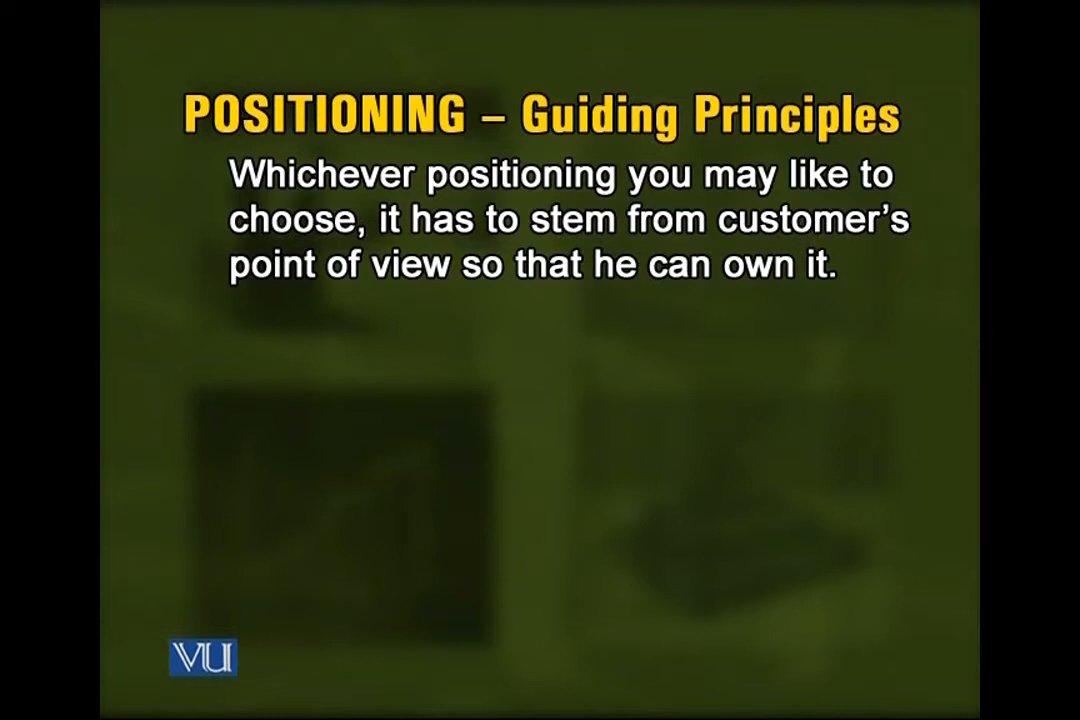 POSITIONING – Guiding Principles
Whichever positioning you may like to
choose, it has to stem from customer’s
point of view so that he can own it.
VU